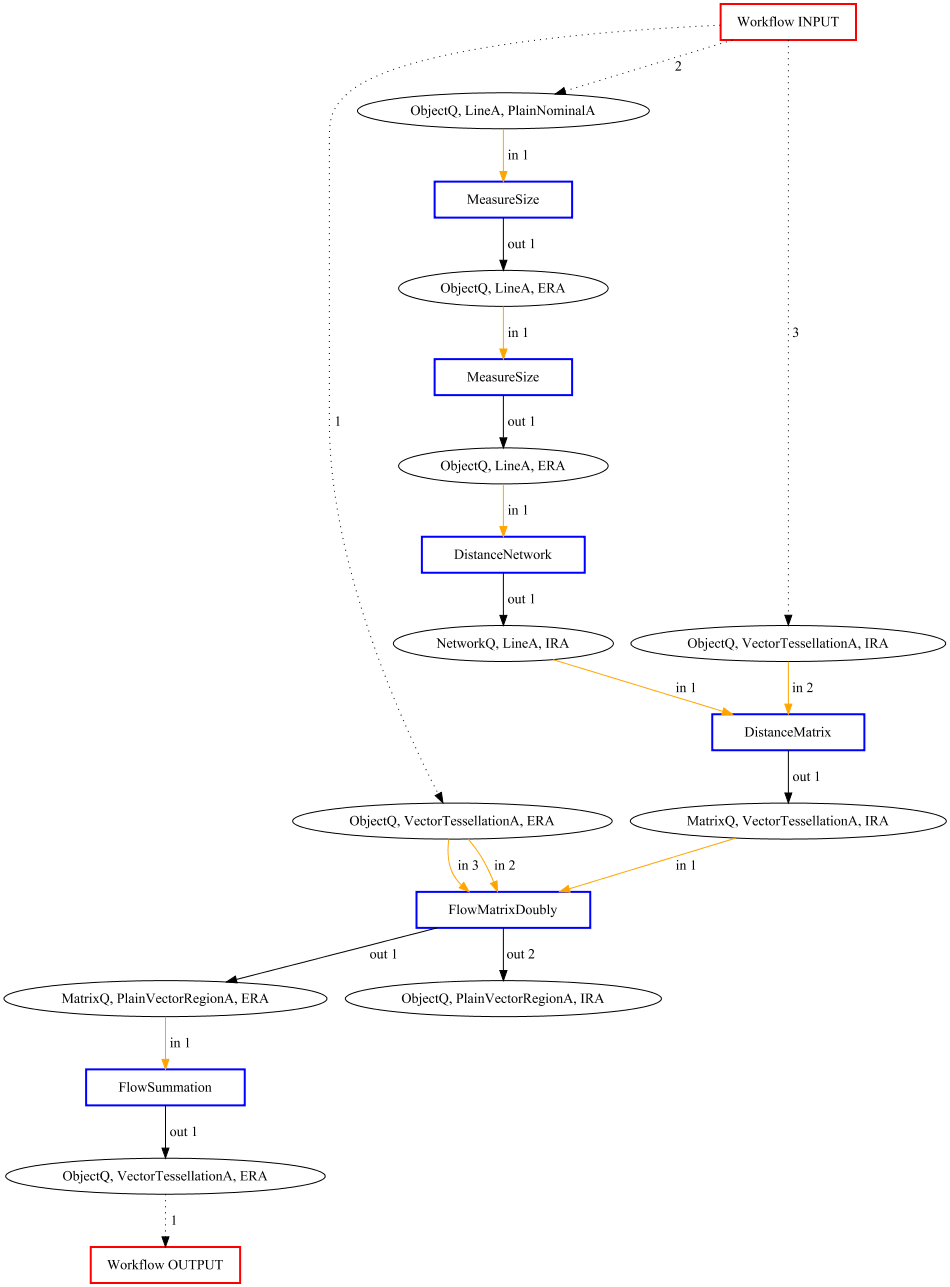 Workflow INPUT
2
ObjectQ, LineA, PlainNominalA
in 1
MeasureSize
out 1
ObjectQ, LineA, ERA
in 1
3
MeasureSize
out 1
1
ObjectQ, LineA, ERA
in 1
DistanceNetwork
out 1
NetworkQ, LineA, IRA
ObjectQ, VectorTessellationA, IRA
in 1
in 2
DistanceMatrix
out 1
ObjectQ, VectorTessellationA, ERA
MatrixQ, VectorTessellationA, IRA
in 3
in 2
in 1
FlowMatrixDoubly
out 1
out 2
MatrixQ, PlainVectorRegionA, ERA
ObjectQ, PlainVectorRegionA, IRA
in 1
FlowSummation
out 1
ObjectQ, VectorTessellationA, ERA
1
Workflow OUTPUT